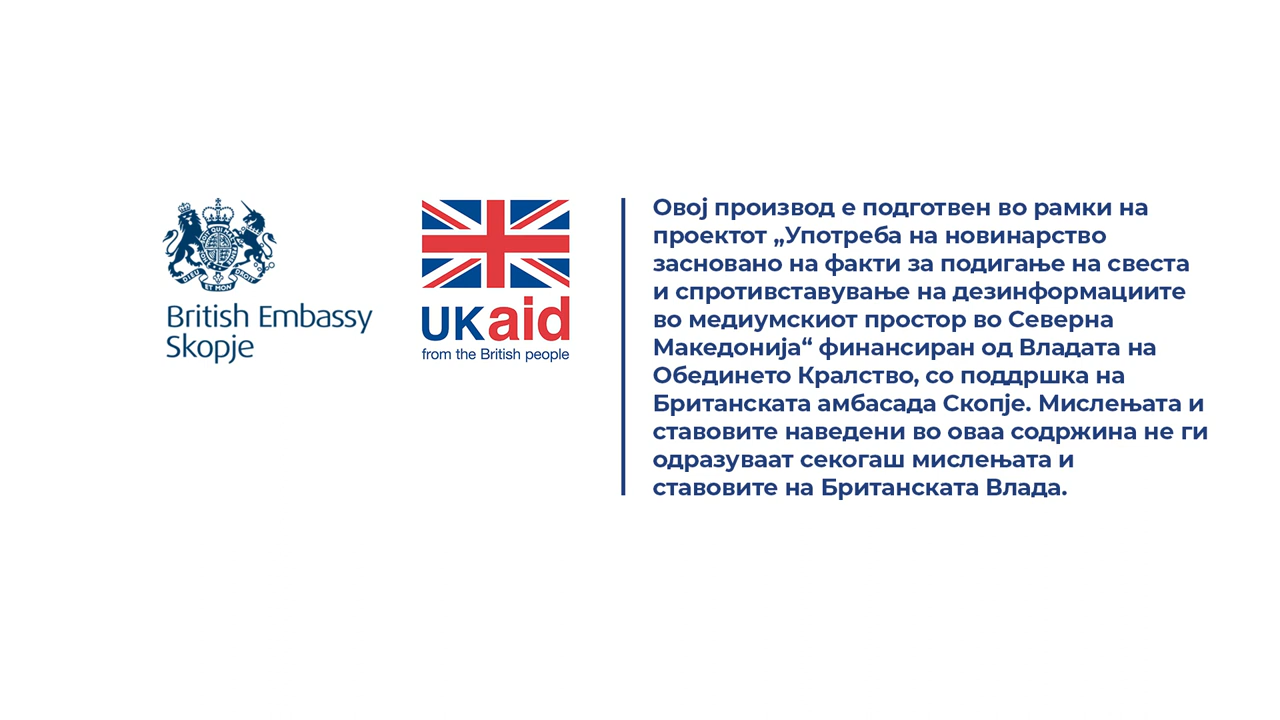 British Embassy
Skopje
UKaid
from the British people
Овој производ е подготвен во рамки на
проектот „Употреба на новинарство
засновано на факти за подигање на свеста
и спротивставување на дезинформациите
во медиумскиот простор во Северна
Македонија“ финансиран од Владата на
Обединето Кралство, со поддршка на
Британската амбасада Скопје. Мислењата и
ставовите наведени во оваа содржина не ги
одразуваат секогаш мислењата и
ставовите на Британската Влада.